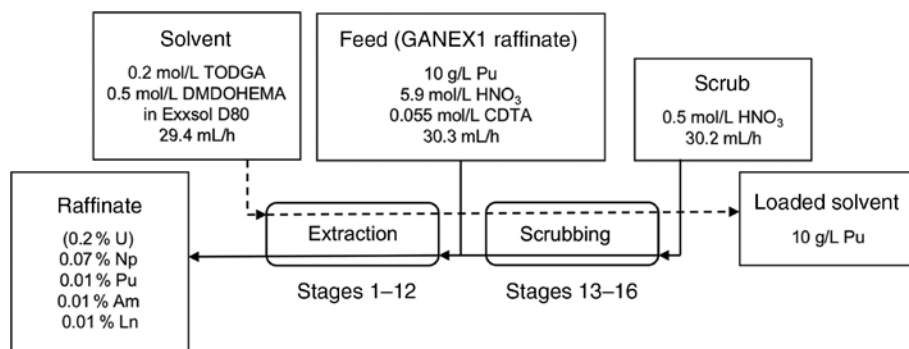 Solvent
0.2 mol/L TODGA
0.5 mol/L DMDOHEMA
in Exxsol D80
29.4 mL/h
Feed (GANEX1 raffinate)
10 g/L Pu
5.9 mol/L HNO₃
0.055 mol/L CDTA
30.3 mL/h
Scrub
0.5 mol/L HNO₃
30.2 mL/h
Raffinate
(0.2 % U)
0.07 % Np
0.01 % Pu
0.01 % Am
0.01 % Ln
Extraction
Stages 1–12
Scrubbing
Stages 13–16
Loaded solvent
10 g/L Pu